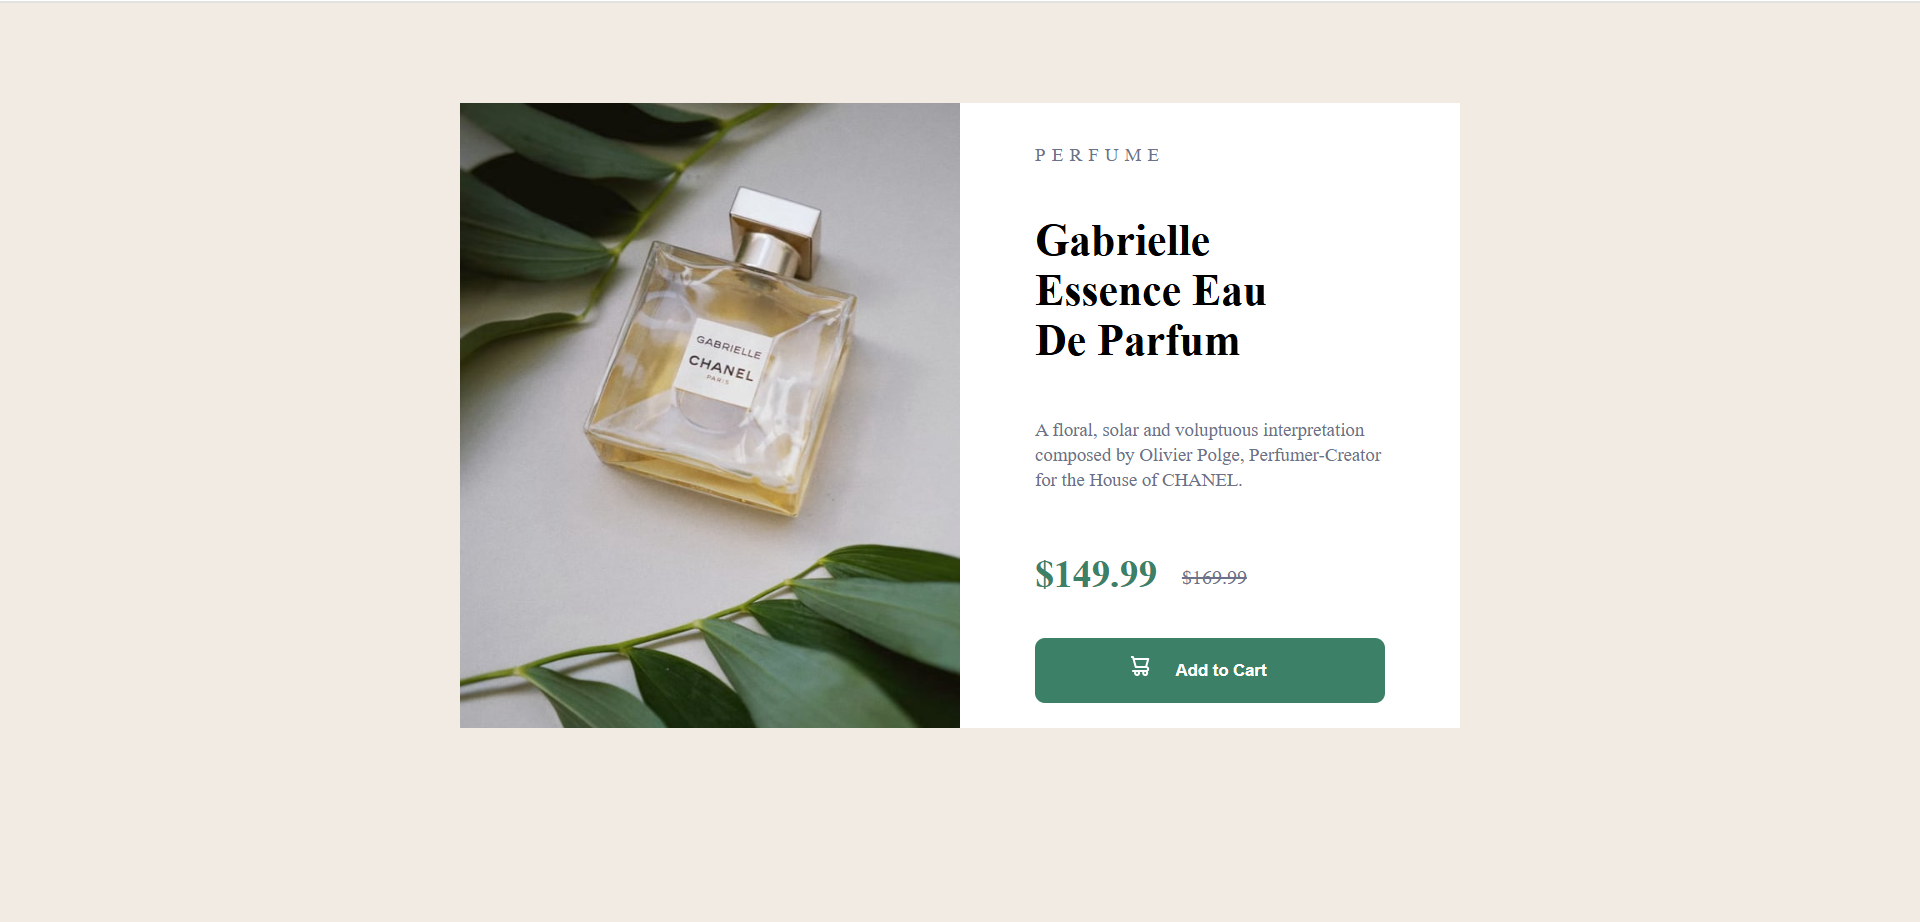 GABRIELLE
CHANEL
PARIS
PERFUME
Gabrielle
Essence Eau
De Parfum
A floral, solar and voluptuous interpretation
composed by Olivier Polge, Perfumer-Creator
for the House of CHANEL.
$149.99 $169.99
Add to Cart